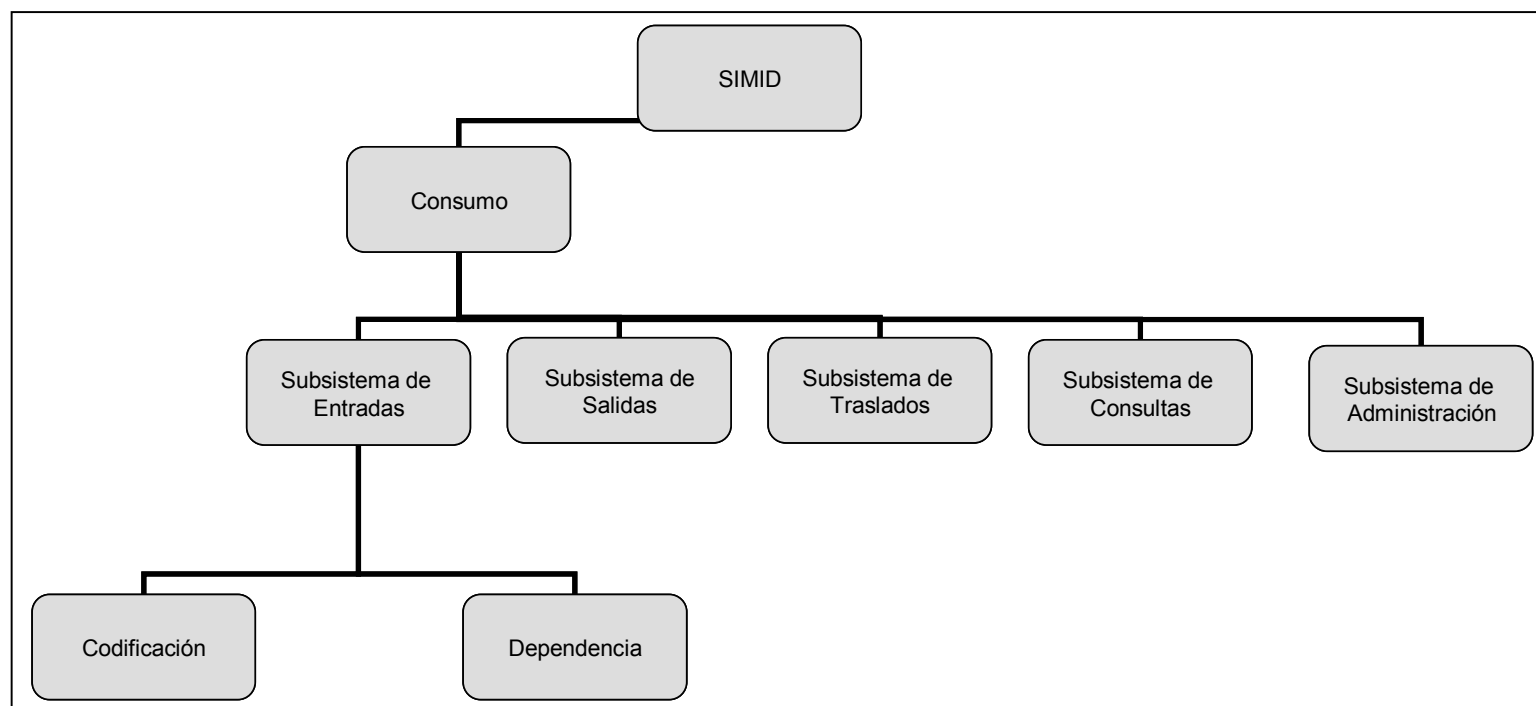 SIMID
Consumo
Subsistema de
Entradas
Subsistema de
Salidas
Subsistema de
Traslados
Subsistema de
Consultas
Subsistema de
Administración
Codificación
Dependencia